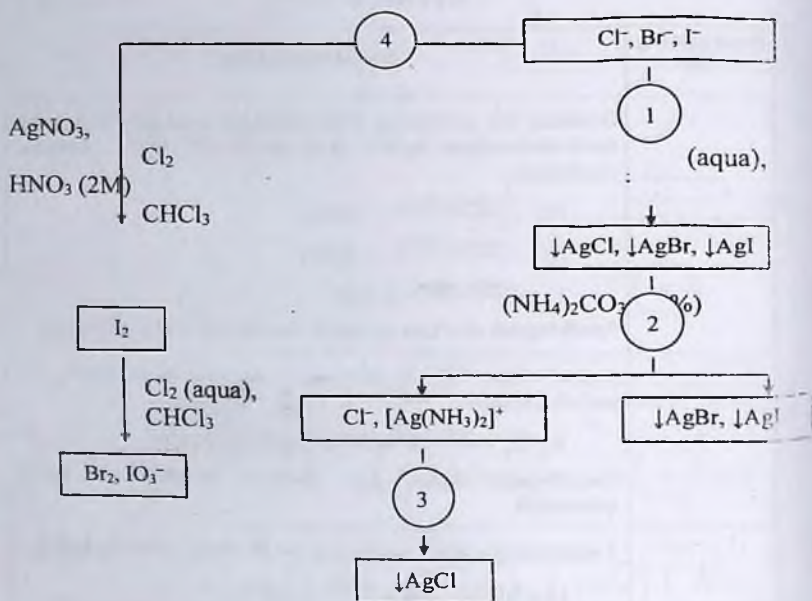 4
Cl⁻, Br⁻, I⁻
1
AgNO₃,
HNO₃ (2M)
Cl₂
CHCl₃
(aqua),
↓AgCl, ↓AgBr, ↓AgI
(NH₄)₂CO₃ %)
2
I₂
Cl₂ (aqua),
CHCl₃
Cl⁻, [Ag(NH₃)₂]⁺
↓AgBr, ↓AgI
Br₂, IO₃⁻
3
↓AgCl